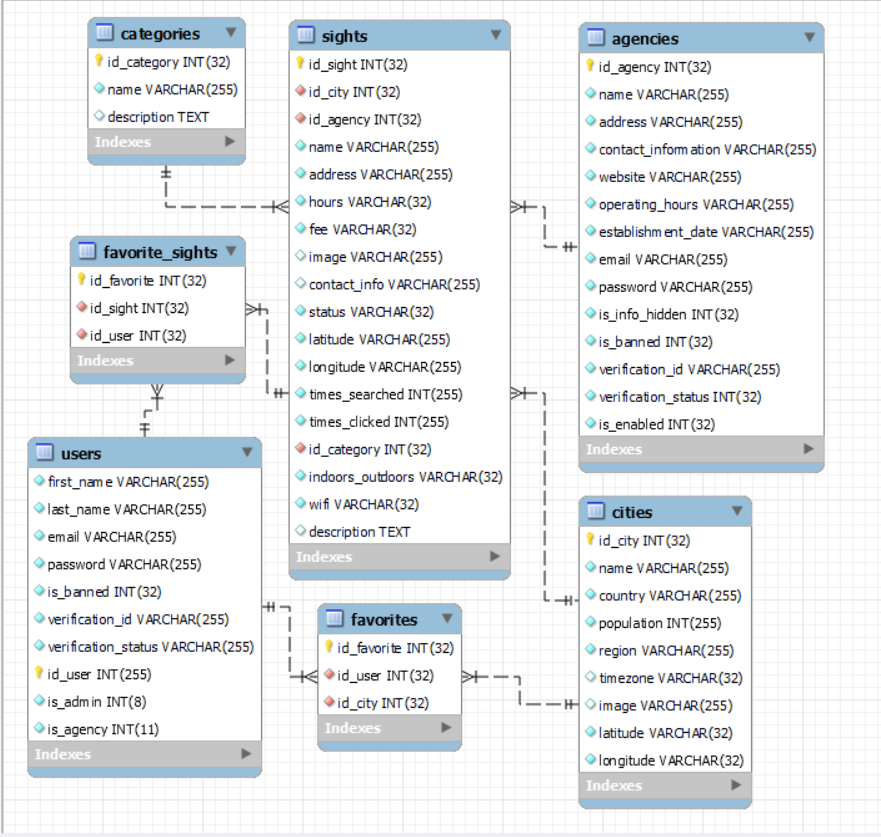 categories
id_category INT(32)
name VARCHAR(255)
description TEXT
Indexes
sights
id_sight INT(32)
id_city INT(32)
id_agency INT(32)
name VARCHAR(255)
address VARCHAR(255)
hours VARCHAR(32)
fee VARCHAR(32)
image VARCHAR(255)
contact_info VARCHAR(255)
status VARCHAR(32)
latitude VARCHAR(255)
longitude VARCHAR(255)
times_searched INT(255)
times_clicked INT(255)
id_category INT(32)
indoors_outdoors VARCHAR(32)
wifi VARCHAR(32)
description TEXT
Indexes
agencies
id_agency INT(32)
name VARCHAR(255)
address VARCHAR(255)
contact_information VARCHAR(255)
website VARCHAR(255)
operating_hours VARCHAR(255)
establishment_date VARCHAR(255)
email VARCHAR(255)
password VARCHAR(255)
is_info_hidden INT(32)
is_banned INT(32)
verification_id VARCHAR(255)
verification_status INT(32)
is_enabled INT(32)
Indexes
favorite_sights
id_favorite INT(32)
id_sight INT(32)
id_user INT(32)
Indexes
users
first_name VARCHAR(255)
last_name VARCHAR(255)
email VARCHAR(255)
password VARCHAR(255)
is_banned INT(32)
verification_id VARCHAR(255)
verification_status VARCHAR(255)
id_user INT(255)
is_admin INT(8)
is_agency INT(11)
Indexes
favorites
id_favorite INT(32)
id_user INT(32)
id_city INT(32)
Indexes
cities
id_city INT(32)
name VARCHAR(255)
country VARCHAR(255)
population INT(255)
region VARCHAR(255)
timezone VARCHAR(32)
image VARCHAR(255)
latitude VARCHAR(32)
longitude VARCHAR(32)
Indexes